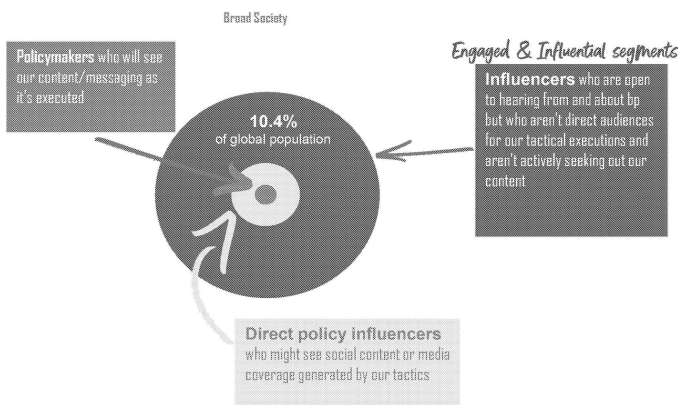 Broad Society
Policymakers who will see
our content/messaging as
it's executed
Engaged & Influential segments
Influencers who are open
to hearing from and about bp
but who aren't direct audiences
for our tactical executions and
aren't actively seeking out our
content
10.4%
of global population
Direct policy influencers
who might see social content or media
coverage generated by our tactics